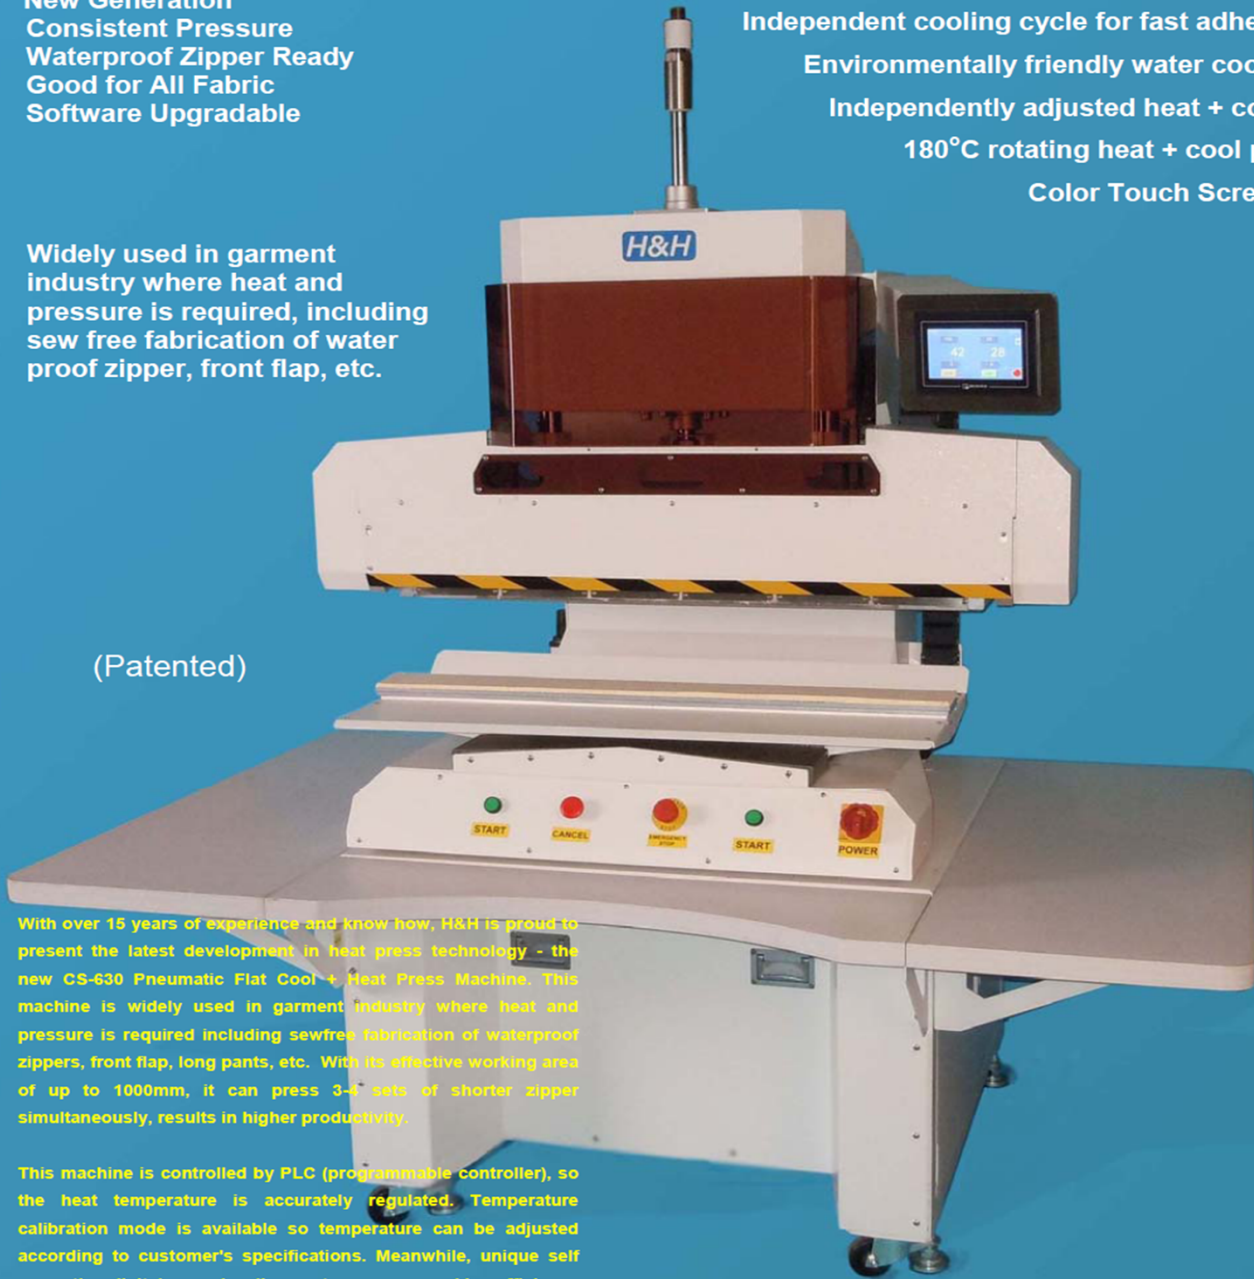 New Generation
Consistent Pressure
Waterproof Zipper Ready
Good for All Fabric
Software Upgradable
Independent cooling cycle for fast adhe
Environmentally friendly water coo
Independently adjusted heat + co
180°C rotating heat + cool p
Color Touch Scre
Widely used in garment
industry where heat and
pressure is required, including
sew free fabrication of water
proof zipper, front flap, etc.
H&H
42 28
(Patented)
START
CANCEL
EMERGENCY
STOP
START
POWER
With over 15 years of experience and know how, H&H is proud to
present the latest development in heat press technology - the
new CS-630 Pneumatic Flat Cool + Heat Press Machine. This
machine is widely used in garment industry where heat and
pressure is required including sewfree fabrication of waterproof
zippers, front flap, long pants, etc. With its effective working area
of up to 1000mm, it can press 3-4 sets of shorter zipper
simultaneously, results in higher productivity.
This machine is controlled by PLC (programmable controller), so
the heat temperature is accurately regulated. Temperature
calibration mode is available so temperature can be adjusted
according to customer's specifications. Meanwhile, unique self